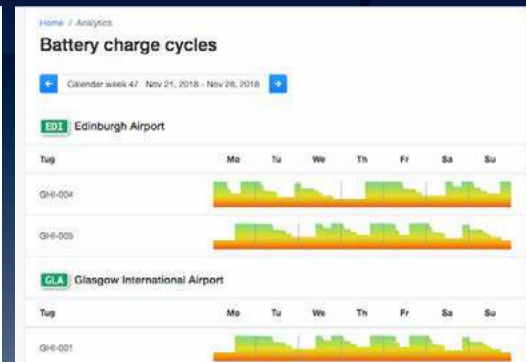 Home / Analytics
Battery charge cycles
Calendar week 47 Nov 21, 2018 - Nov 28, 2018
EDI Edinburgh Airport
Tug Mo Tu We Th Fr Sa Su
GHI-004
GHI-005
GLA Glasgow International Airport
Tug Mo Tu We Th Fr Sa Su
GHI-001